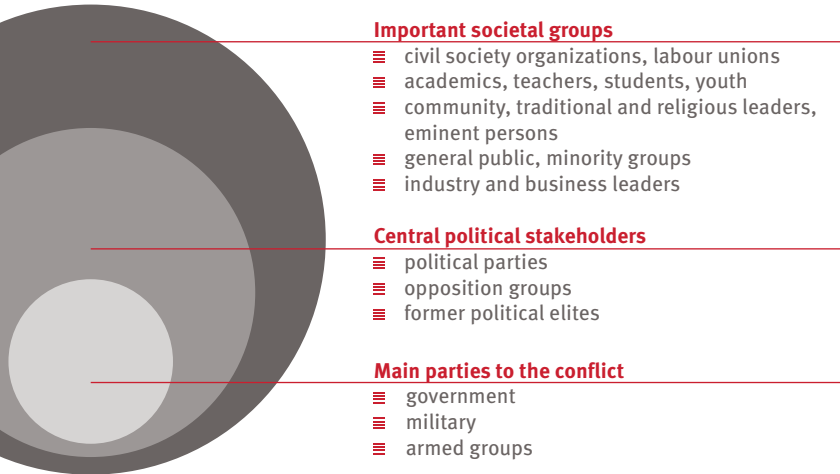 Important societal groups
civil society organizations, labour unions
academics, teachers, students, youth
community, traditional and religious leaders,
eminent persons
general public, minority groups
industry and business leaders
Central political stakeholders
political parties
opposition groups
former political elites
Main parties to the conflict
government
military
armed groups